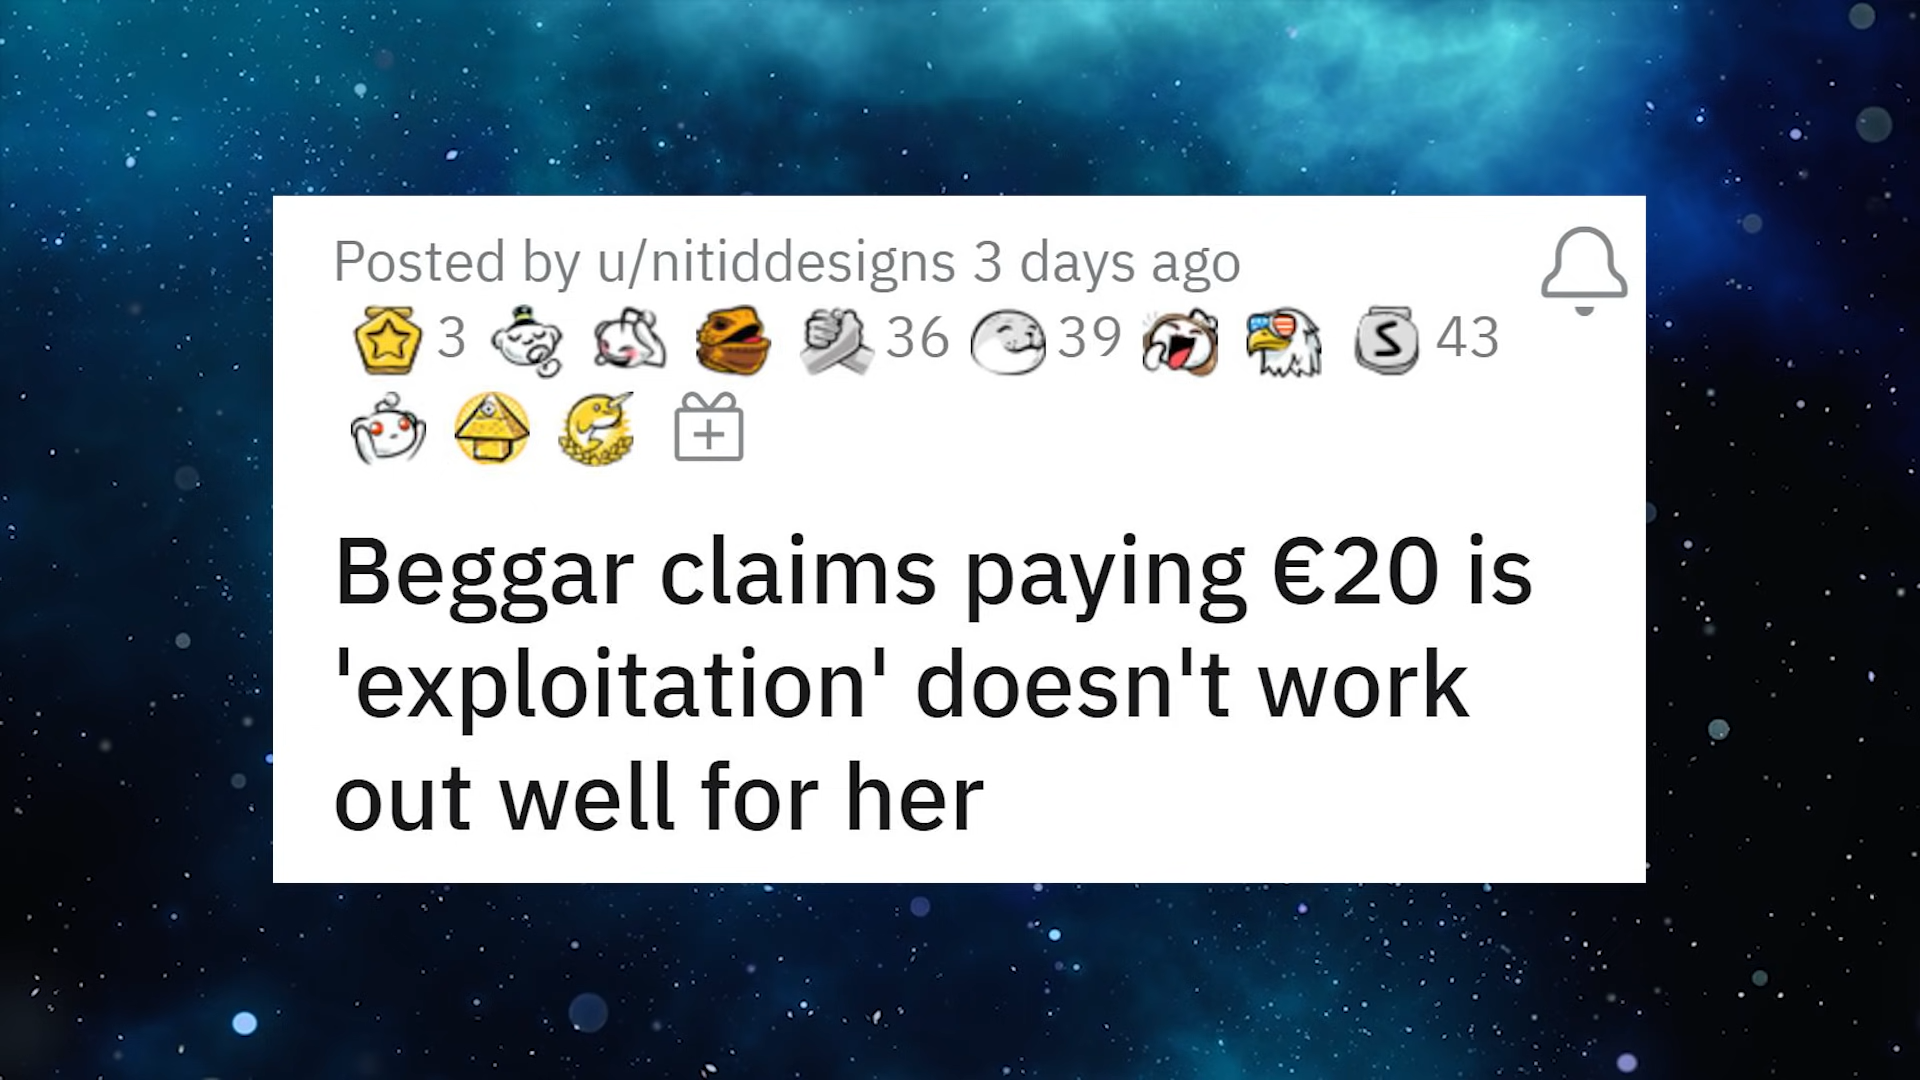 Posted by u/nitiddesigns 3 days ago
3 36 39 S 43
Beggar claims paying €20 is
'exploitation' doesn't work
out well for her